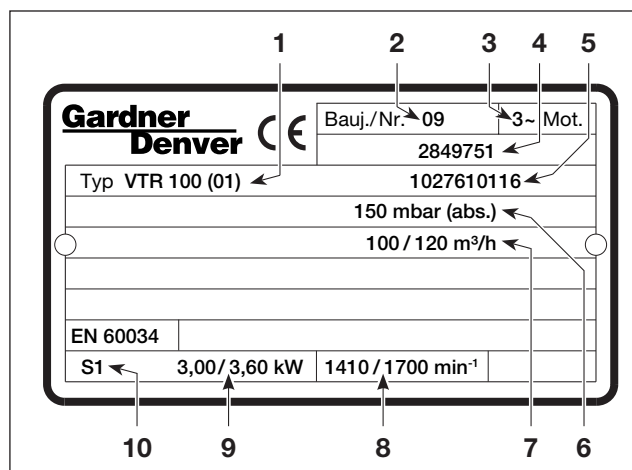 1 2 3 4 5
Gardner Denver CE Bauj./Nr. 09 3~ Mot.
2849751
Typ VTR 100 (01) 1027610116
150 mbar (abs.)
100 / 120 m³/h
EN 60034
S1 3,00/3,60 kW 1410/1700 min⁻¹
10 9 8 7 6